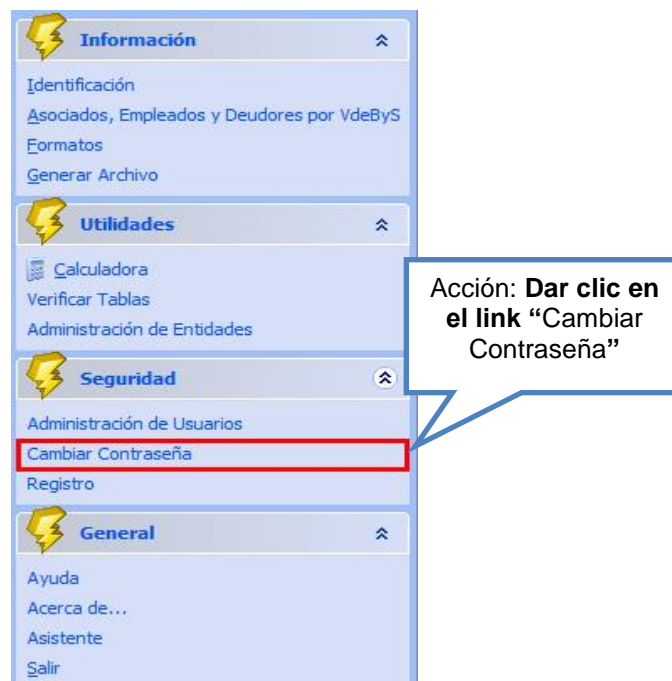 Información
Identificación
Asociados, Empleados y Deudores por VdeByS
Formatos
Generar Archivo
Utilidades
Calculadora
Verificar Tablas
Administración de Entidades
Acción: Dar clic en
el link “Cambiar
Contraseña”
Seguridad
Administración de Usuarios
Cambiar Contraseña
Registro
General
Ayuda
Acerca de...
Asistente
Salir